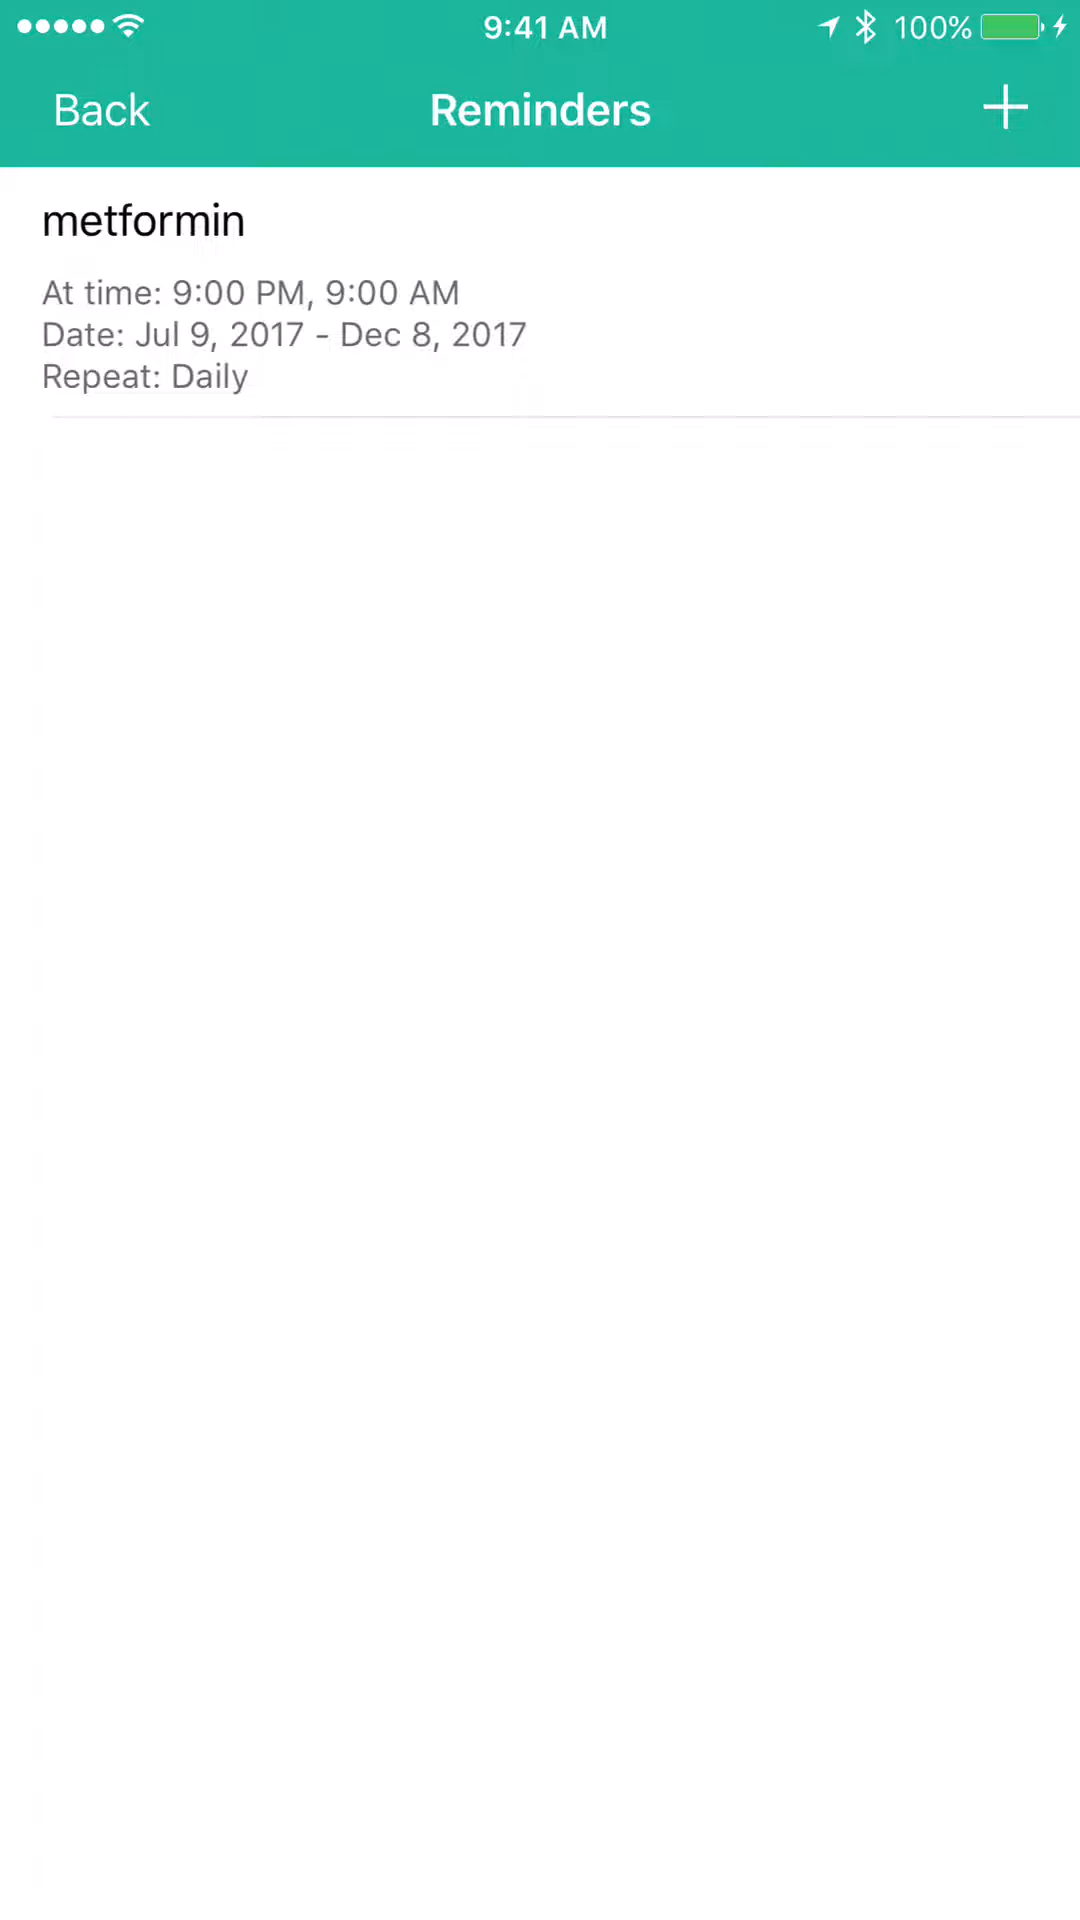 9:41 AM
100%
Back
Reminders
metformin
At time: 9:00 PM, 9:00 AM
Date: Jul 9, 2017 - Dec 8, 2017
Repeat: Daily